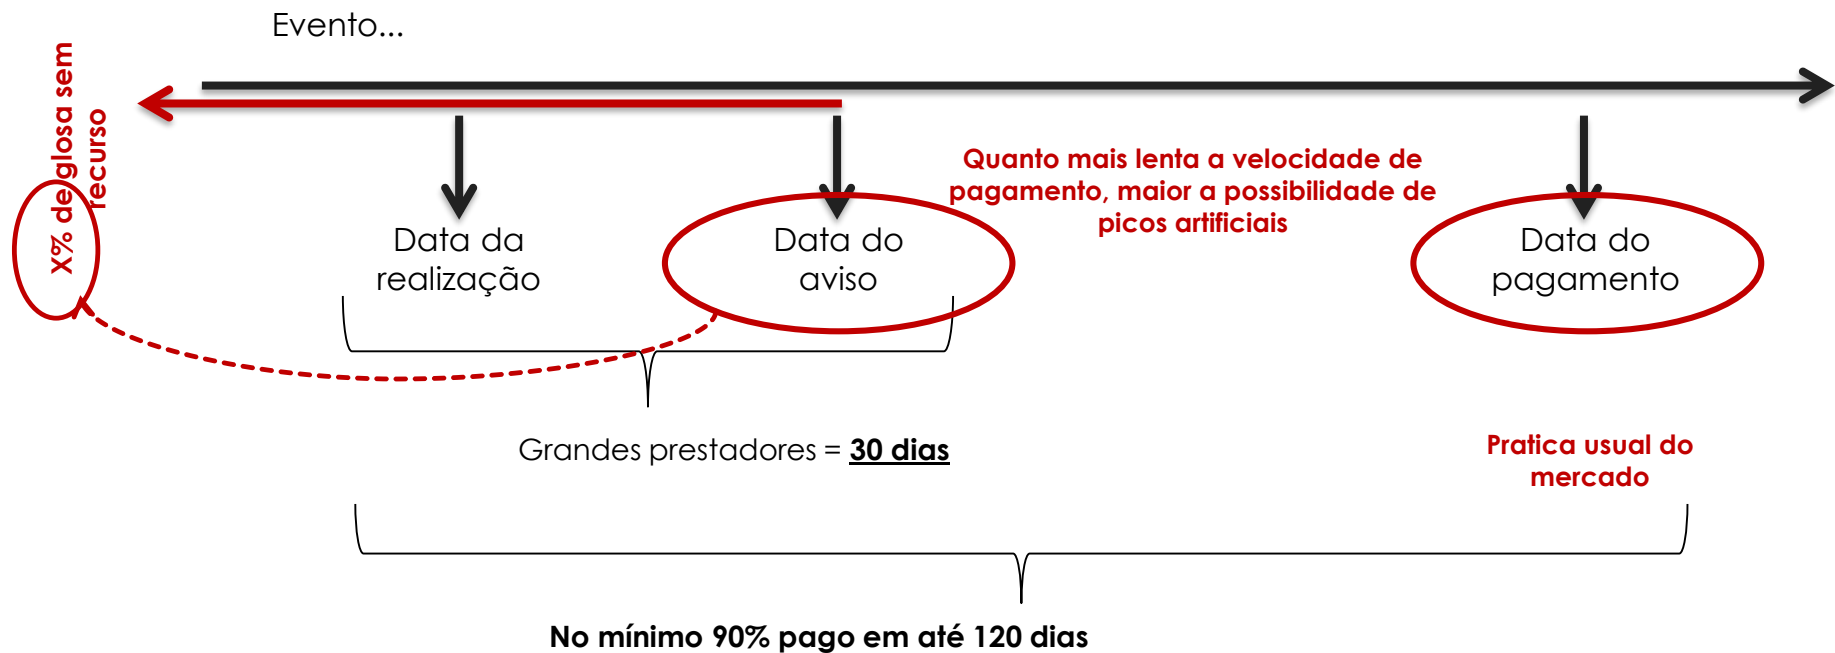 Evento...
X% de glosa sem
recurso
Quanto mais lenta a velocidade de
pagamento, maior a possibilidade de
picos artificiais
Data da
realização
Data do
aviso
Data do
pagamento
Grandes prestadores = 30 dias
Pratica usual do
mercado
No mínimo 90% pago em até 120 dias